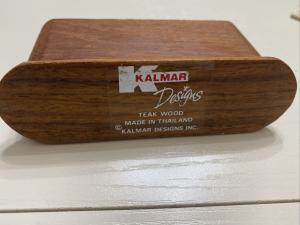 K KALMAR
Designs
TEAK WOOD
MADE IN THAILAND
© KALMAR DESIGNS INC.